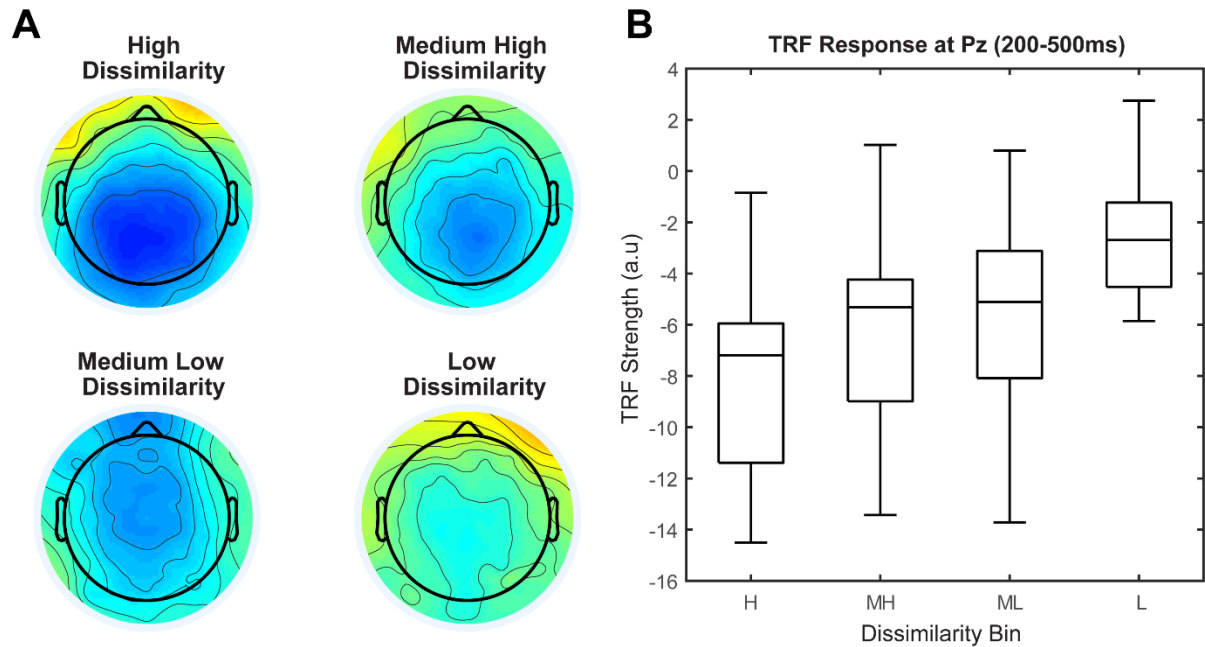 A
High
Dissimilarity
Medium High
Dissimilarity
Medium Low
Dissimilarity
Low
Dissimilarity
B
TRF Response at Pz (200-500ms)
TRF Strength (a.u)
4
2
0
-2
-4
-6
-8
-10
-12
-14
-16
H MH ML L
Dissimilarity Bin